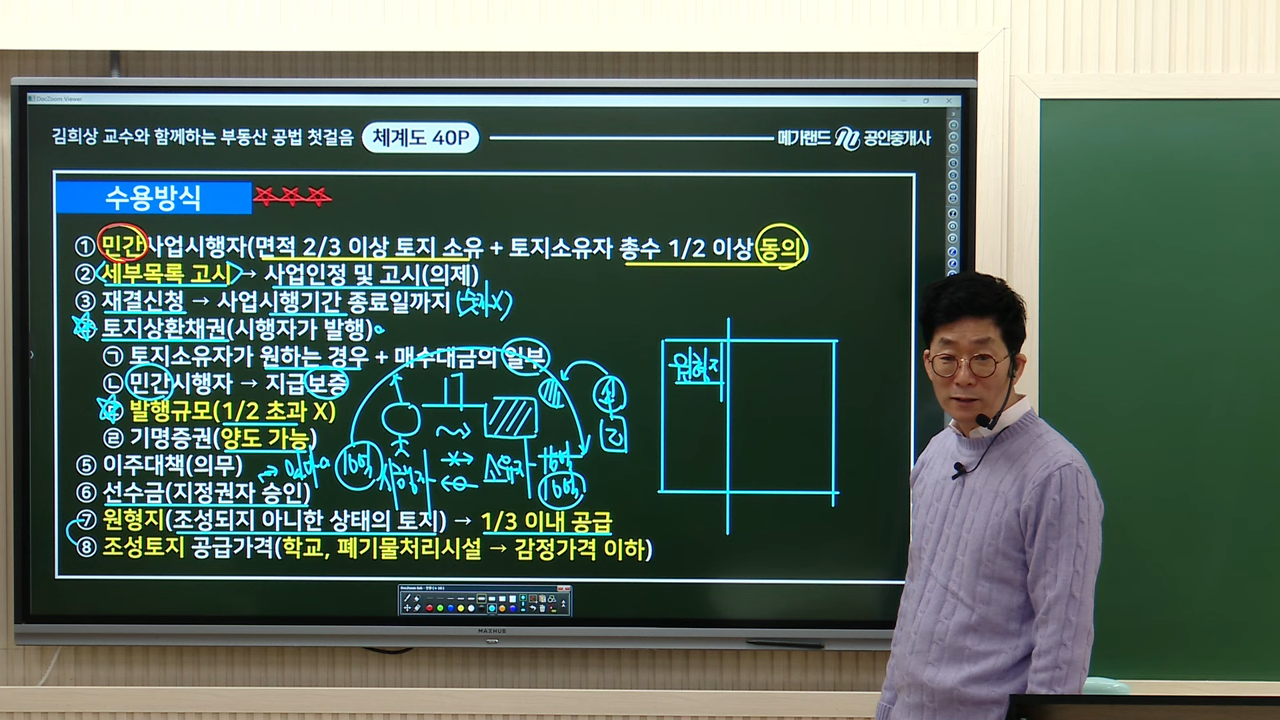 DocZoom Viewer
김희상 교수와 함께하는 부동산 공법 첫걸음 체계도 40P 메가랜드 공인중개사
수용방식
① 민간사업시행자(면적 2/3 이상 토지 소유 + 토지소유자 총수 1/2 이상 동의)
② 세부목록 고시 → 사업인정 및 고시(의제)
③ 재결신청 → 사업시행기간 종료일까지
토지상환채권(시행자가 발행)
㉠ 토지소유자가 원하는 경우 + 매수대금의 일부
㉡ 민간시행자 → 지급보증
㉢ 발행규모(1/2 초과 X)
㉣ 기명증권(양도 가능)
⑤ 이주대책(의무)
⑥ 선수금(지정권자 승인)
⑦ 원형지(조성되지 아니한 상태의 토지) → 1/3 이내 공급
⑧ 조성토지 공급가격(학교, 폐기물처리시설 → 감정가격 이하)
원형지
시행자
소유자
10억
MAXHUB